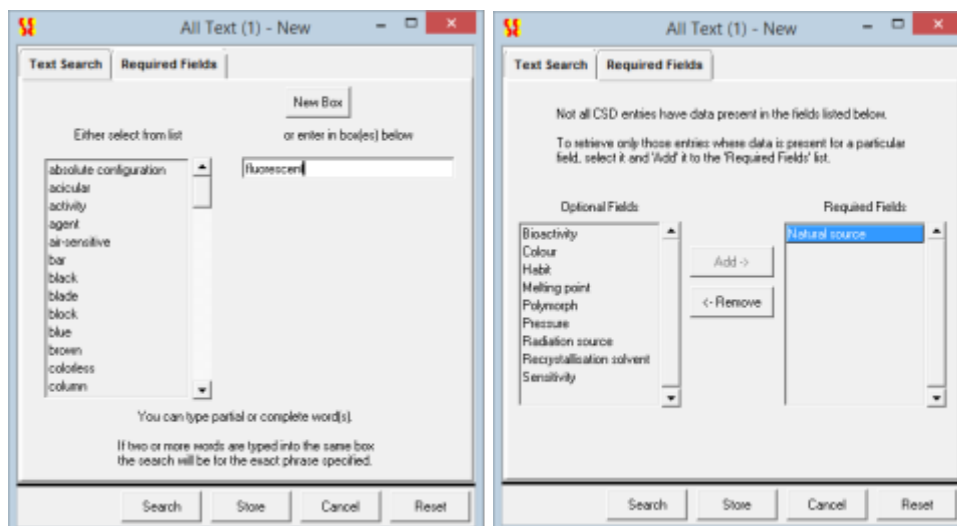 All Text (1) - New
Text Search
Required Fields
New Box
Either select from list
or enter in box(es) below
absolute configuration
acicular
activity
agent
air-sensitive
bar
black
blade
block
blue
brown
colorless
column
fluorescent
You can type partial or complete word(s).
If two or more words are typed into the same box
the search will be for the exact phrase specified.
Search
Store
Cancel
Reset
All Text (1) - New
Text Search
Required Fields
Not all CSD entries have data present in the fields listed below.
To retrieve only those entries where data is present for a particular
field, select it and 'Add' it to the 'Required Fields' list.
Optional Fields
Required Fields
Bioactivity
Colour
Habit
Melting point
Polymorph
Pressure
Radiation source
Recrystallisation solvent
Sensitivity
Add ->
<- Remove
Natural source
Search
Store
Cancel
Reset